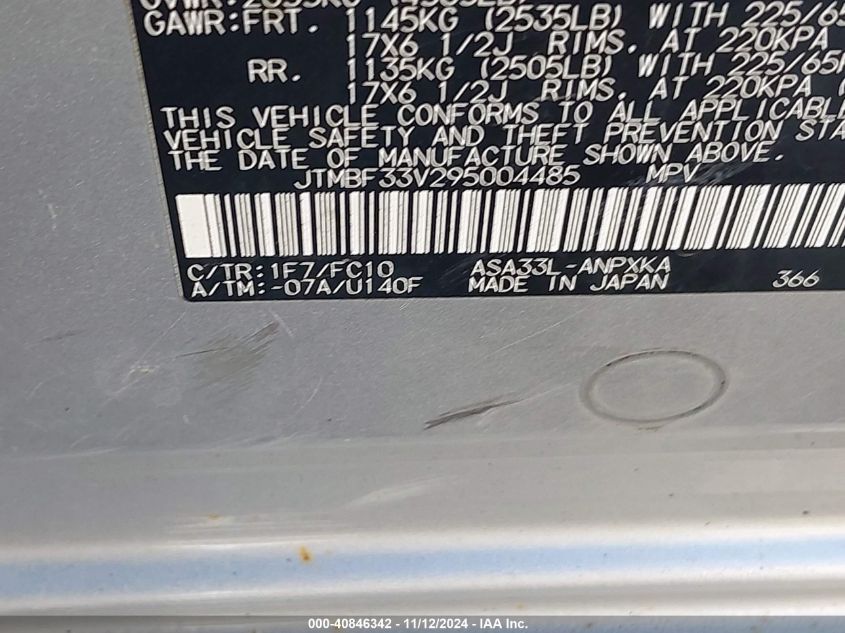 GAWR:FRT. 1145KG (2535LB) WITH 225/65
17X6 1/2J RIMS. AT 220KPA
RR. 1135KG (2505LB) WITH 225/65
17X6 1/2J RIMS. AT 220KPA
THIS VEHICLE CONFORMS TO ALL APPLICABLE
VEHICLE SAFETY AND THEFT PREVENTION STA
THE DATE OF MANUFACTURE SHOWN ABOVE.
JTMBF33V295004485 MPV
C/TR:1F7/FC10 ASA33L-ANPXKA
A/TM:-07A/U140F MADE IN JAPAN 366
000-40846342 - 11/12/2024 - IAA Inc.